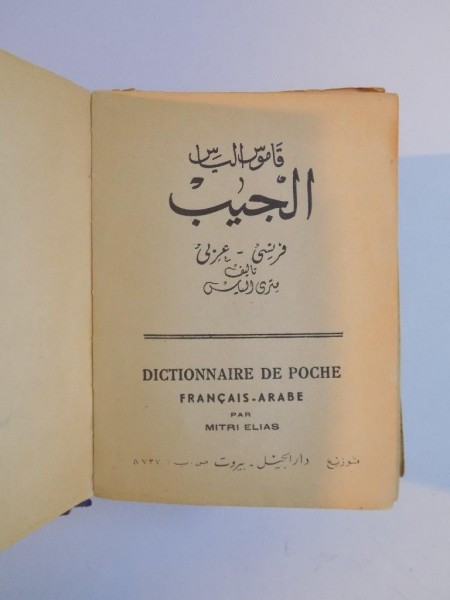 قاموس الياس
الجيب
فرنسي - عربي
تأليف
متري الياس
DICTIONNAIRE DE POCHE
FRANÇAIS-ARABE
PAR
MITRI ELIAS
توزيع دار الجيل - بيروت ص.ب: ٨٧٣٧